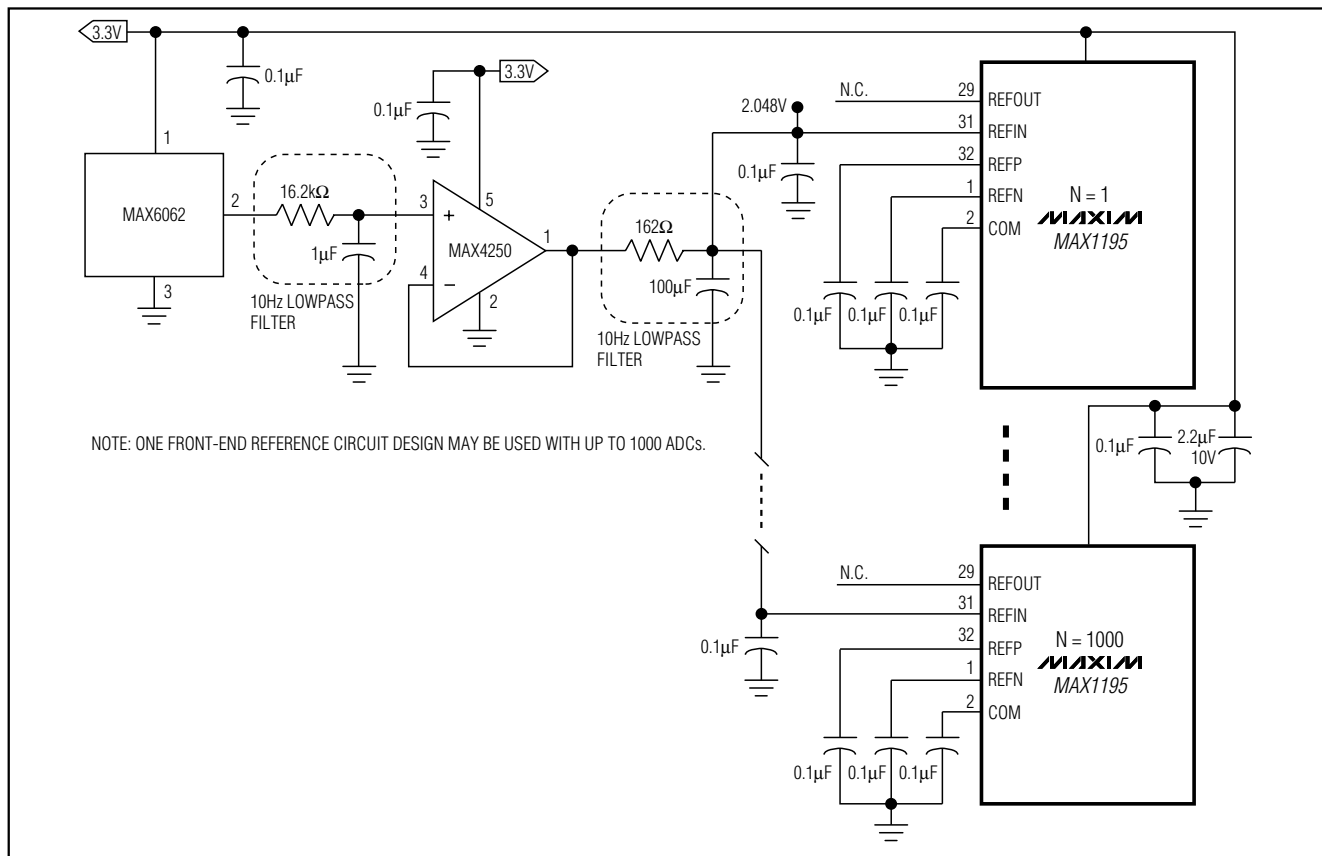 3.3V
0.1µF
3.3V
0.1µF
1
MAX6062
2
3
16.2kΩ
1µF
10Hz LOWPASS
FILTER
3
+
5
MAX4250
1
4
−
2
162Ω
100µF
10Hz LOWPASS
FILTER
2.048V
0.1µF
N.C.
29
REFOUT
31
REFIN
32
REFP
1
REFN
2
COM
N = 1
MAXIM
MAX1195
0.1µF
0.1µF
0.1µF
NOTE: ONE FRONT-END REFERENCE CIRCUIT DESIGN MAY BE USED WITH UP TO 1000 ADCs.
0.1µF
2.2µF
10V
N.C.
29
REFOUT
31
REFIN
32
REFP
1
REFN
2
COM
N = 1000
MAXIM
MAX1195
0.1µF
0.1µF
0.1µF
0.1µF